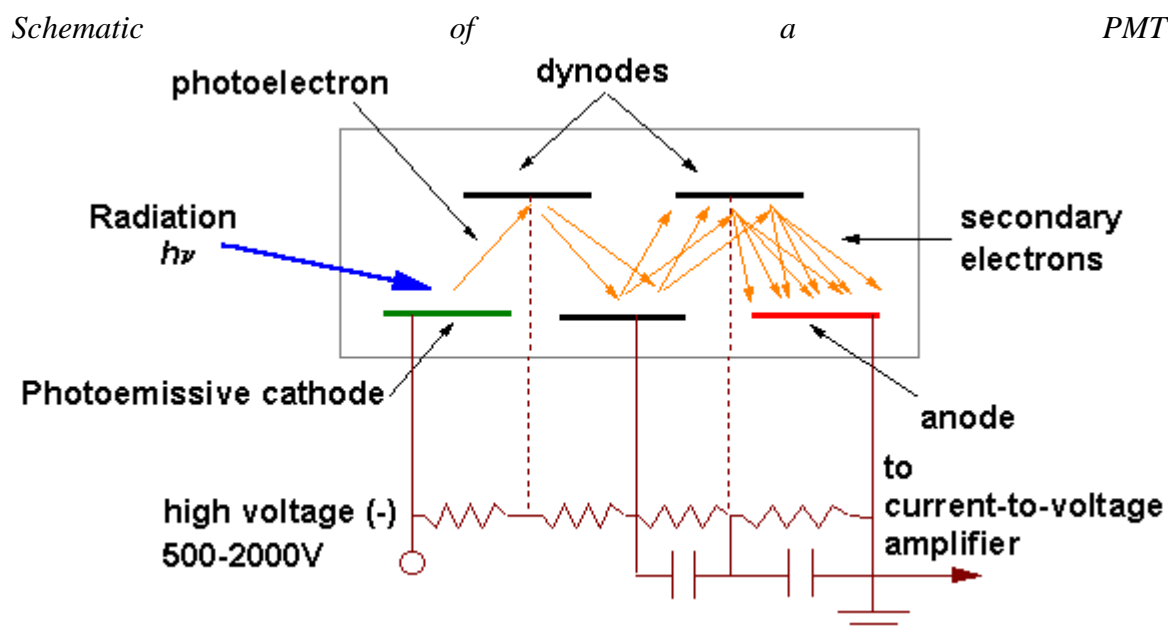 Schematic of a PMT
photoelectron
dynodes
Radiation
hν
secondary
electrons
Photoemissive cathode
anode
high voltage (-)
500-2000V
to
current-to-voltage
amplifier